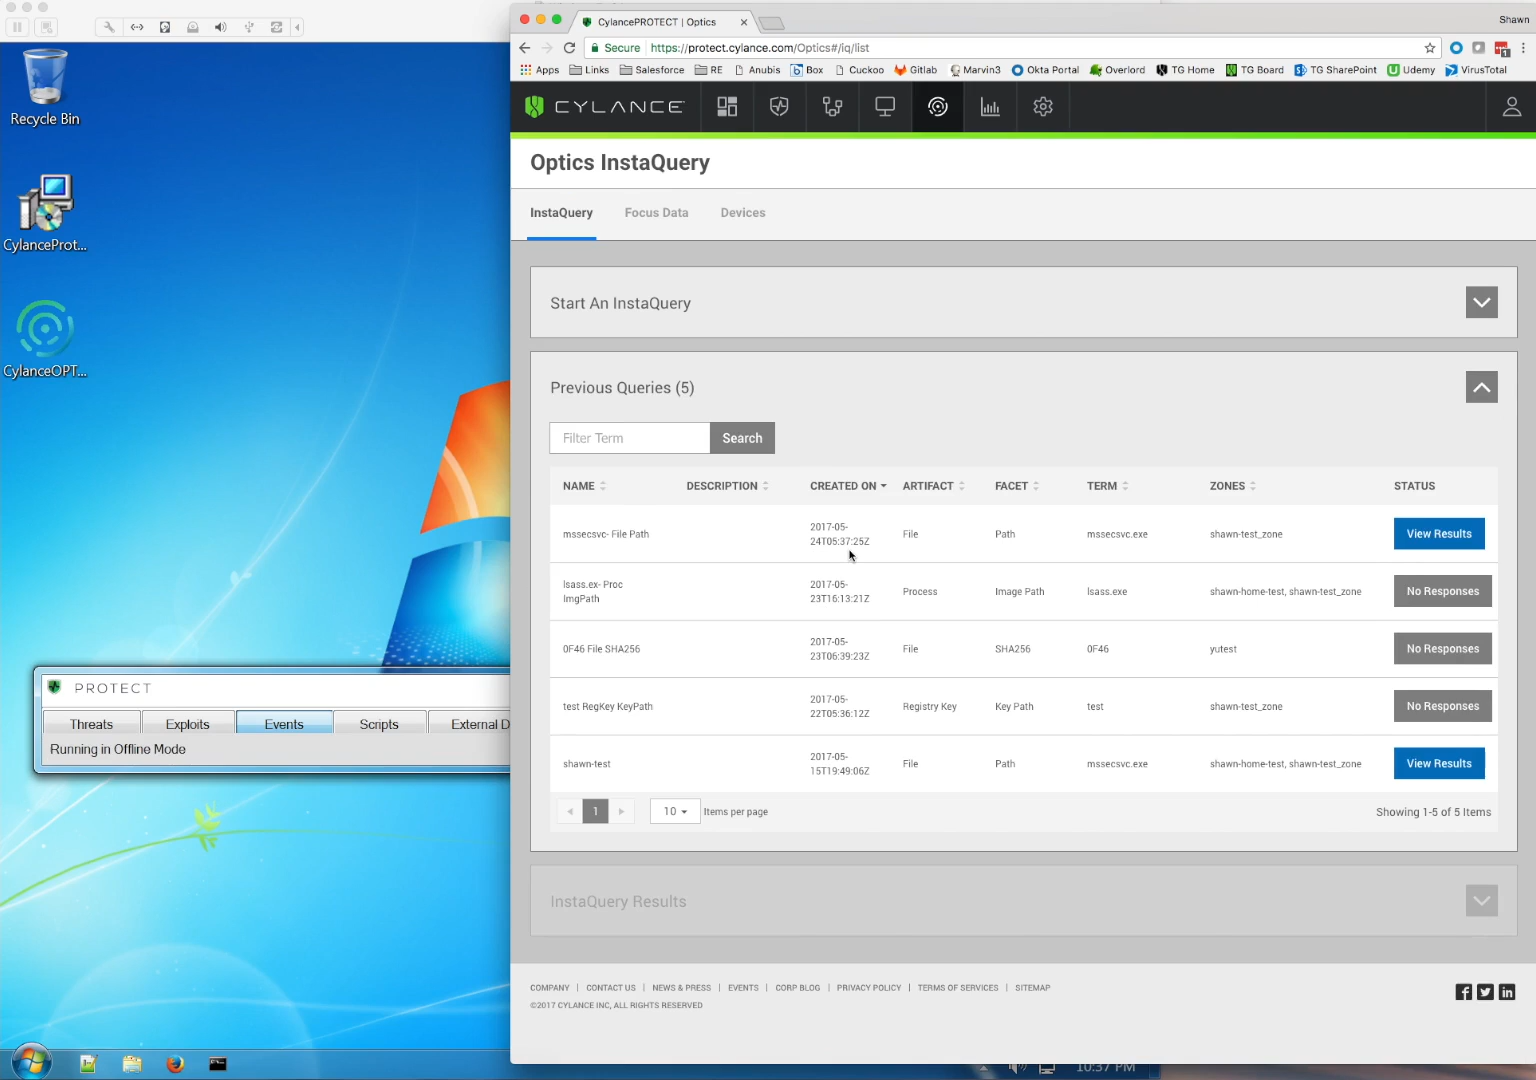 Recycle Bin
CylanceProt...
CylanceOPT...
PROTECT
Threats Exploits Events Scripts External D
Running in Offline Mode
CylancePROTECT | Optics
Shawn
Secure https://protect.cylance.com/Optics#/iq/list
Apps Links Salesforce RE Anubis Box Cuckoo Gitlab Marvin3 Okta Portal Overlord TG Home TG Board TG SharePoint Udemy VirusTotal
CYLANCE
Optics InstaQuery
InstaQuery Focus Data Devices
Start An InstaQuery
Previous Queries (5)
Filter Term Search
NAME DESCRIPTION CREATED ON ARTIFACT FACET TERM ZONES STATUS
mssecsvc- File Path 2017-05-24T05:37:25Z File Path mssecsvc.exe shawn-test_zone View Results
lsass.ex- Proc ImgPath 2017-05-23T16:13:21Z Process Image Path lsass.exe shawn-home-test, shawn-test_zone No Responses
0F46 File SHA256 2017-05-23T06:39:23Z File SHA256 0F46 yutest No Responses
test RegKey KeyPath 2017-05-22T05:36:12Z Registry Key Key Path test shawn-test_zone No Responses
shawn-test 2017-05-15T19:49:06Z File Path mssecsvc.exe shawn-home-test, shawn-test_zone View Results
1 10 Items per page Showing 1-5 of 5 Items
InstaQuery Results
COMPANY | CONTACT US | NEWS & PRESS | EVENTS | CORP BLOG | PRIVACY POLICY | TERMS OF SERVICES | SITEMAP
©2017 CYLANCE INC, ALL RIGHTS RESERVED
10:37 PM